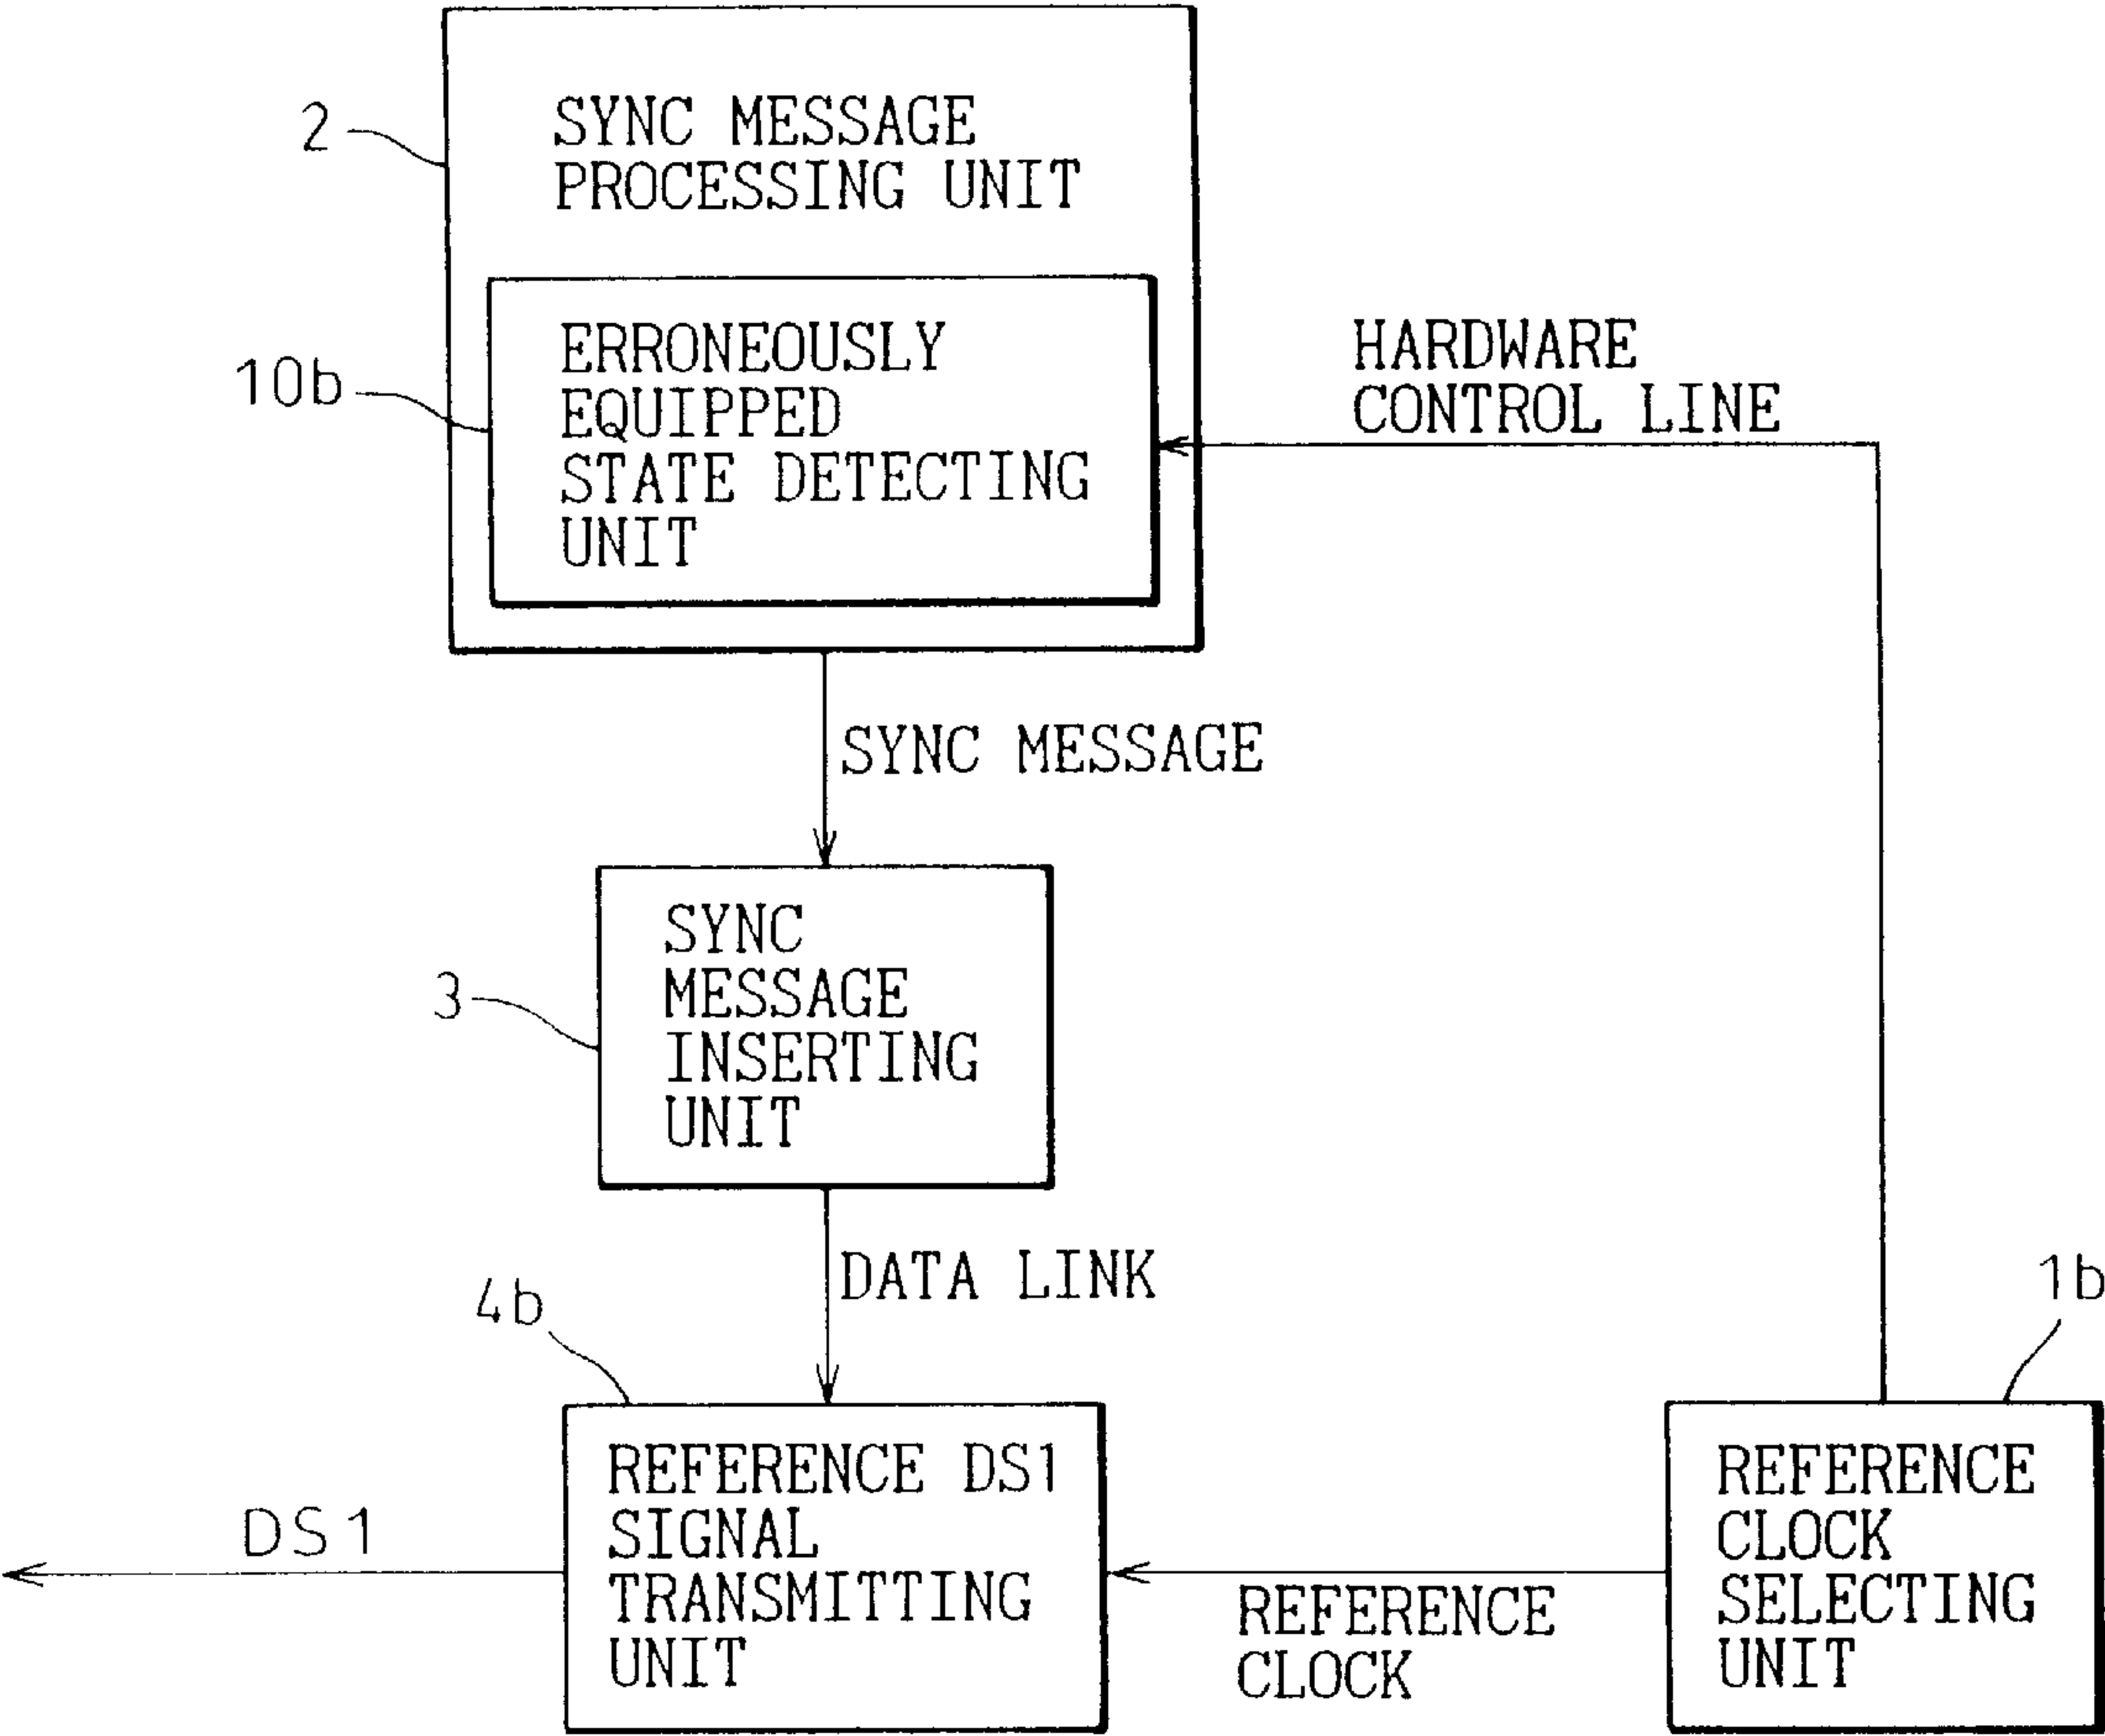 2
SYNC MESSAGE
PROCESSING UNIT
10b
ERRONEOUSLY
EQUIPPED
STATE DETECTING
UNIT
HARDWARE
CONTROL LINE
SYNC MESSAGE
3
SYNC
MESSAGE
INSERTING
UNIT
DATA LINK
4b
1b
REFERENCE DS1
SIGNAL
TRANSMITTING
UNIT
DS1
REFERENCE
CLOCK
REFERENCE
CLOCK
SELECTING
UNIT